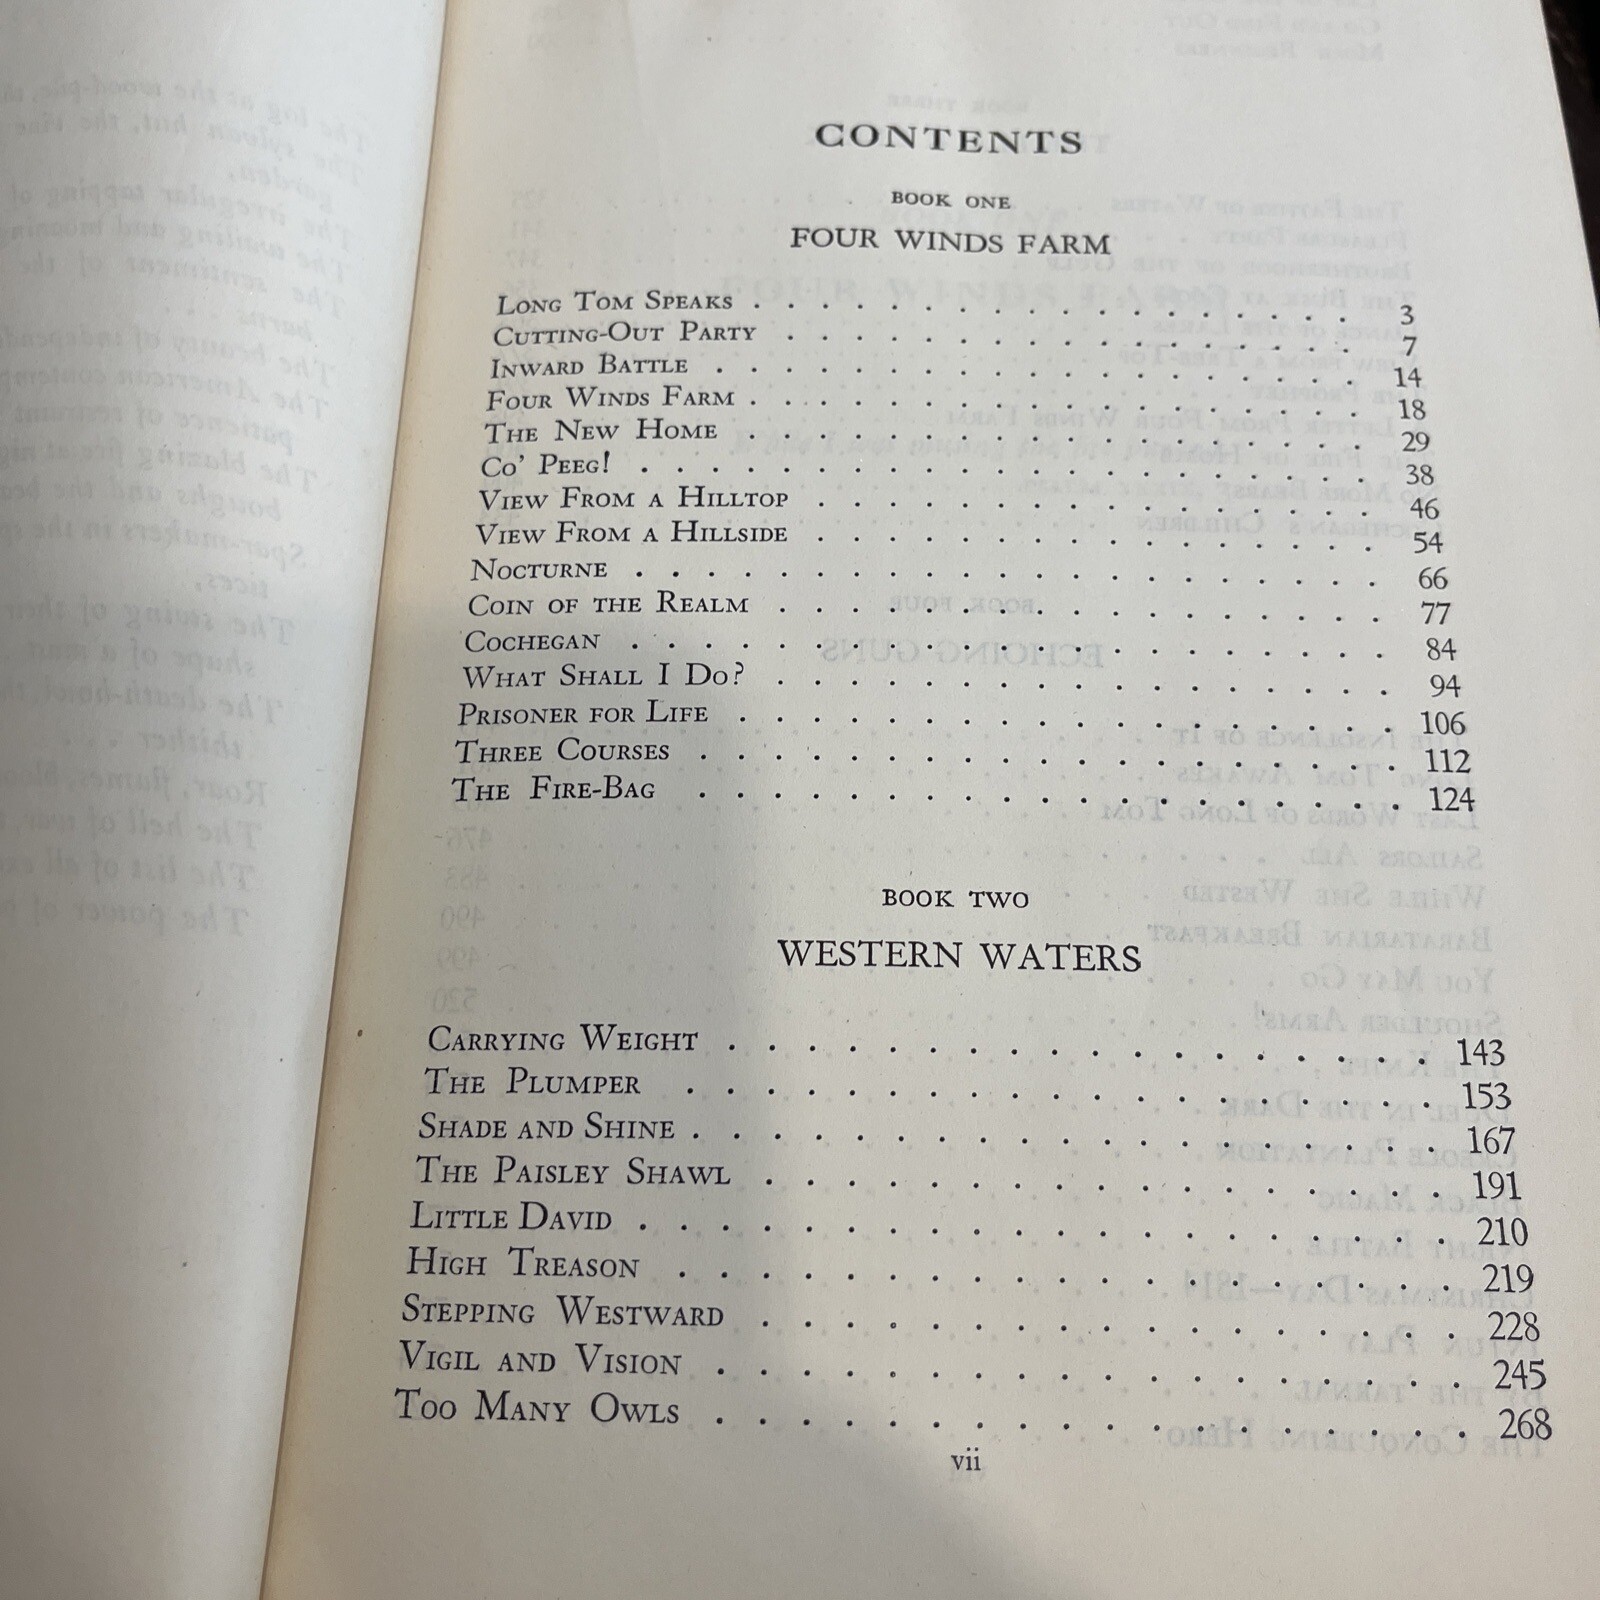 CONTENTS
BOOK ONE
FOUR WINDS FARM
LONG TOM SPEAKS . . . . . . . . . . . . . . . . . 3
CUTTING-OUT PARTY . . . . . . . . . . . . . . . . 7
INWARD BATTLE . . . . . . . . . . . . . . . . . . 14
FOUR WINDS FARM . . . . . . . . . . . . . . . . . 18
THE NEW HOME . . . . . . . . . . . . . . . . . . 29
CO' PEEG! . . . . . . . . . . . . . . . . . . . . 38
VIEW FROM A HILLTOP . . . . . . . . . . . . . . . 46
VIEW FROM A HILLSIDE . . . . . . . . . . . . . . . 54
NOCTURNE . . . . . . . . . . . . . . . . . . . . . 66
COIN OF THE REALM . . . . . . . . . . . . . . . . 77
COCHEGAN . . . . . . . . . . . . . . . . . . . . . 84
WHAT SHALL I DO? . . . . . . . . . . . . . . . . . 94
PRISONER FOR LIFE . . . . . . . . . . . . . . . . 106
THREE COURSES . . . . . . . . . . . . . . . . . . 112
THE FIRE-BAG . . . . . . . . . . . . . . . . . . . 124
BOOK TWO
WESTERN WATERS
CARRYING WEIGHT . . . . . . . . . . . . . . . . . 143
THE PLUMPER . . . . . . . . . . . . . . . . . . . 153
SHADE AND SHINE . . . . . . . . . . . . . . . . . 167
THE PAISLEY SHAWL . . . . . . . . . . . . . . . . 191
LITTLE DAVID . . . . . . . . . . . . . . . . . . . 210
HIGH TREASON . . . . . . . . . . . . . . . . . . . 219
STEPPING WESTWARD . . . . . . . . . . . . . . . . 228
VIGIL AND VISION . . . . . . . . . . . . . . . . . 245
TOO MANY OWLS . . . . . . . . . . . . . . . . . . 268
vii